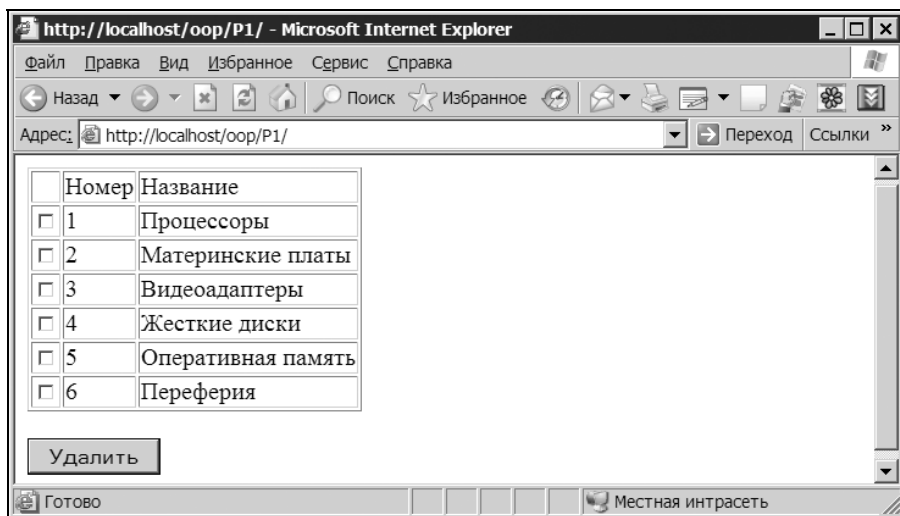 http://localhost/oop/P1/ - Microsoft Internet Explorer
Файл Правка Вид Избранное Сервис Справка
Назад Поиск Избранное
Адрес: http://localhost/oop/P1/ Переход Ссылки »
Номер Название
1 Процессоры
2 Материнские платы
3 Видеоадаптеры
4 Жесткие диски
5 Оперативная память
6 Переферия
Удалить
Готово Местная интрасеть